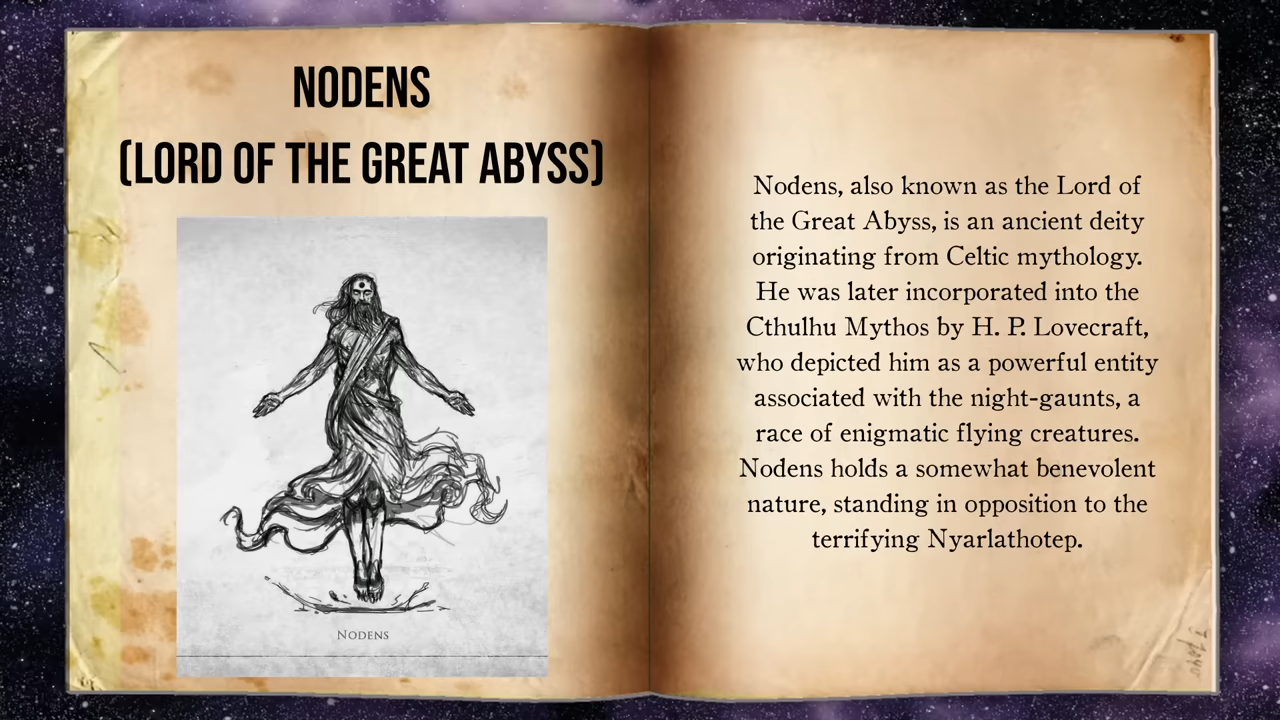 NODENS
(LORD OF THE GREAT ABYSS)
NODENS
Nodens, also known as the Lord of
the Great Abyss, is an ancient deity
originating from Celtic mythology.
He was later incorporated into the
Cthulhu Mythos by H. P. Lovecraft,
who depicted him as a powerful entity
associated with the night-gaunts, a
race of enigmatic flying creatures.
Nodens holds a somewhat benevolent
nature, standing in opposition to the
terrifying Nyarlathotep.